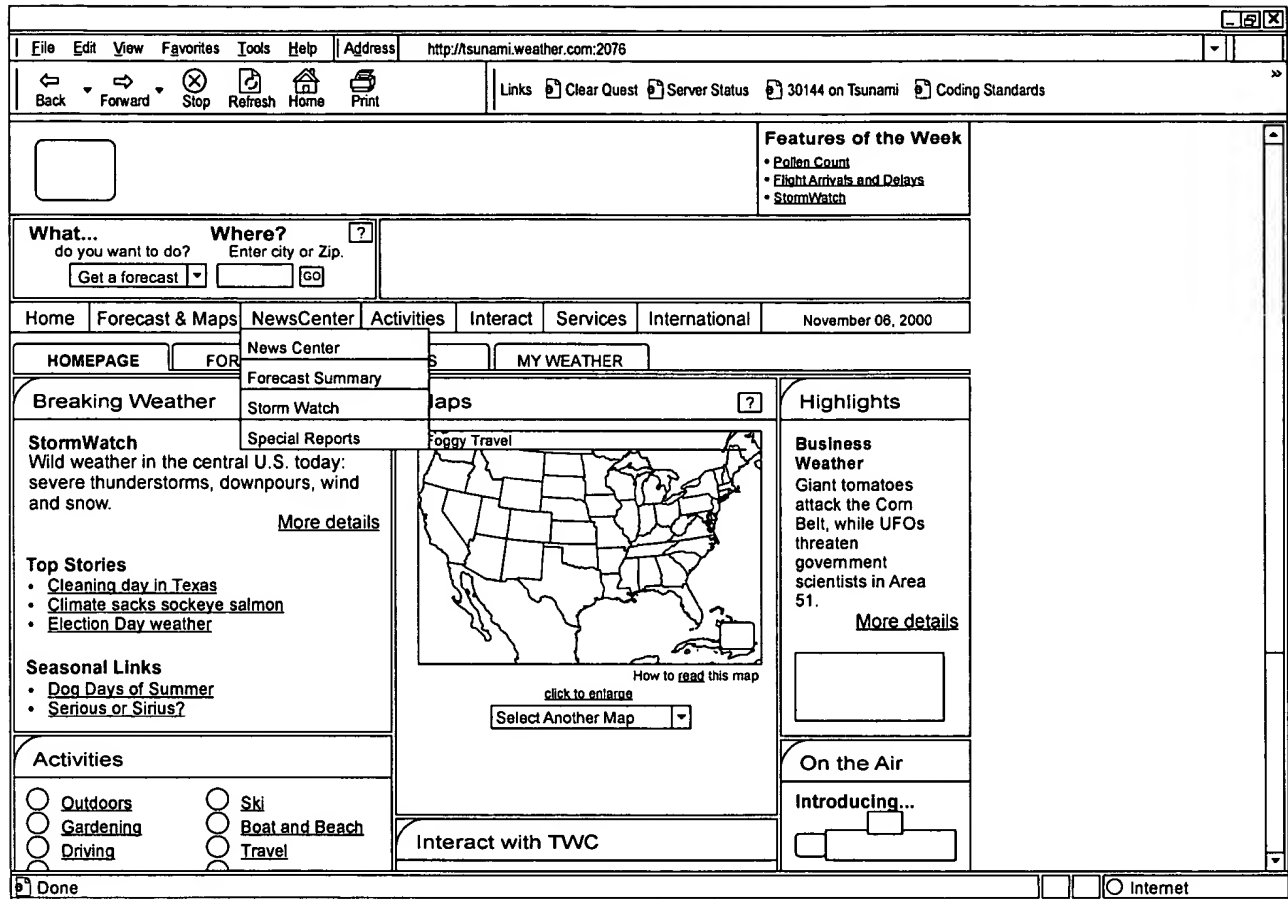 File Edit View Favorites Tools Help Address http://tsunami.weather.com:2076
Back Forward Stop Refresh Home Print Links Clear Quest Server Status 30144 on Tsunami Coding Standards »
Features of the Week
• Pollen Count
• Flight Arrivals and Delays
• StormWatch
What... Where? ?
do you want to do? Enter city or Zip.
Get a forecast GO
Home Forecast & Maps NewsCenter Activities Interact Services International November 06, 2000
News Center
Forecast Summary
Storm Watch
Special Reports
HOMEPAGE FOR S MY WEATHER
Breaking Weather
StormWatch
Wild weather in the central U.S. today:
severe thunderstorms, downpours, wind
and snow.
More details
Top Stories
• Cleaning day in Texas
• Climate sacks sockeye salmon
• Election Day weather
Seasonal Links
• Dog Days of Summer
• Serious or Sirius?
Activities
Outdoors Ski
Gardening Boat and Beach
Driving Travel
aps ?
Foggy Travel
How to read this map
click to enlarge
Select Another Map
Interact with TWC
Highlights
Business
Weather
Giant tomatoes
attack the Corn
Belt, while UFOs
threaten
government
scientists in Area
51.
More details
On the Air
Introducing...
Done Internet